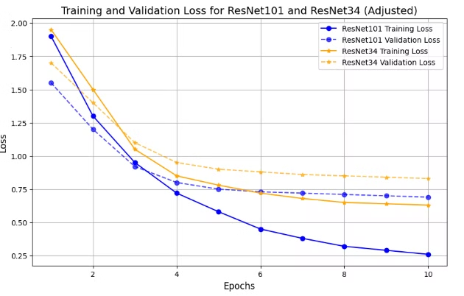 Training and Validation Loss for ResNet101 and ResNet34 (Adjusted)
ResNet101 Training Loss
ResNet101 Validation Loss
ResNet34 Training Loss
ResNet34 Validation Loss
Loss
2.00
1.75
1.50
1.25
1.00
0.75
0.50
0.25
2 4 6 8 10
Epochs